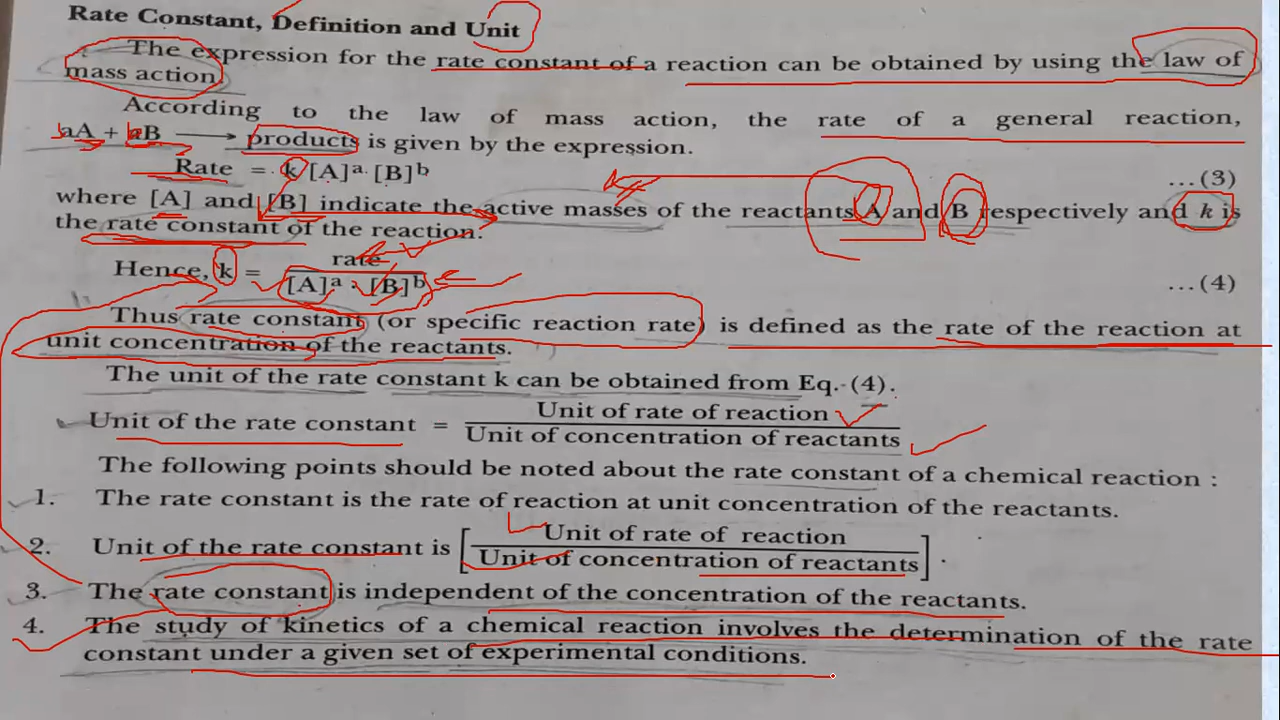 Rate Constant, Definition and Unit
The expression for the rate constant of a reaction can be obtained by using the law of
mass action.
According to the law of mass action, the rate of a general reaction,
aA + aB ⟶ products is given by the expression.
Rate = k [A]ᵃ [B]ᵇ ...(3)
where [A] and [B] indicate the active masses of the reactants A and B respectively and k is
the rate constant of the reaction.
Hence, k = rate / [A]ᵃ · [B]ᵇ ...(4)
Thus rate constant (or specific reaction rate) is defined as the rate of the reaction at
unit concentration of the reactants.
The unit of the rate constant k can be obtained from Eq. (4).
Unit of the rate constant = Unit of rate of reaction / Unit of concentration of reactants
The following points should be noted about the rate constant of a chemical reaction :
1. The rate constant is the rate of reaction at unit concentration of the reactants.
2. Unit of the rate constant is [Unit of rate of reaction / Unit of concentration of reactants].
3. The rate constant is independent of the concentration of the reactants.
4. The study of kinetics of a chemical reaction involves the determination of the rate
constant under a given set of experimental conditions.